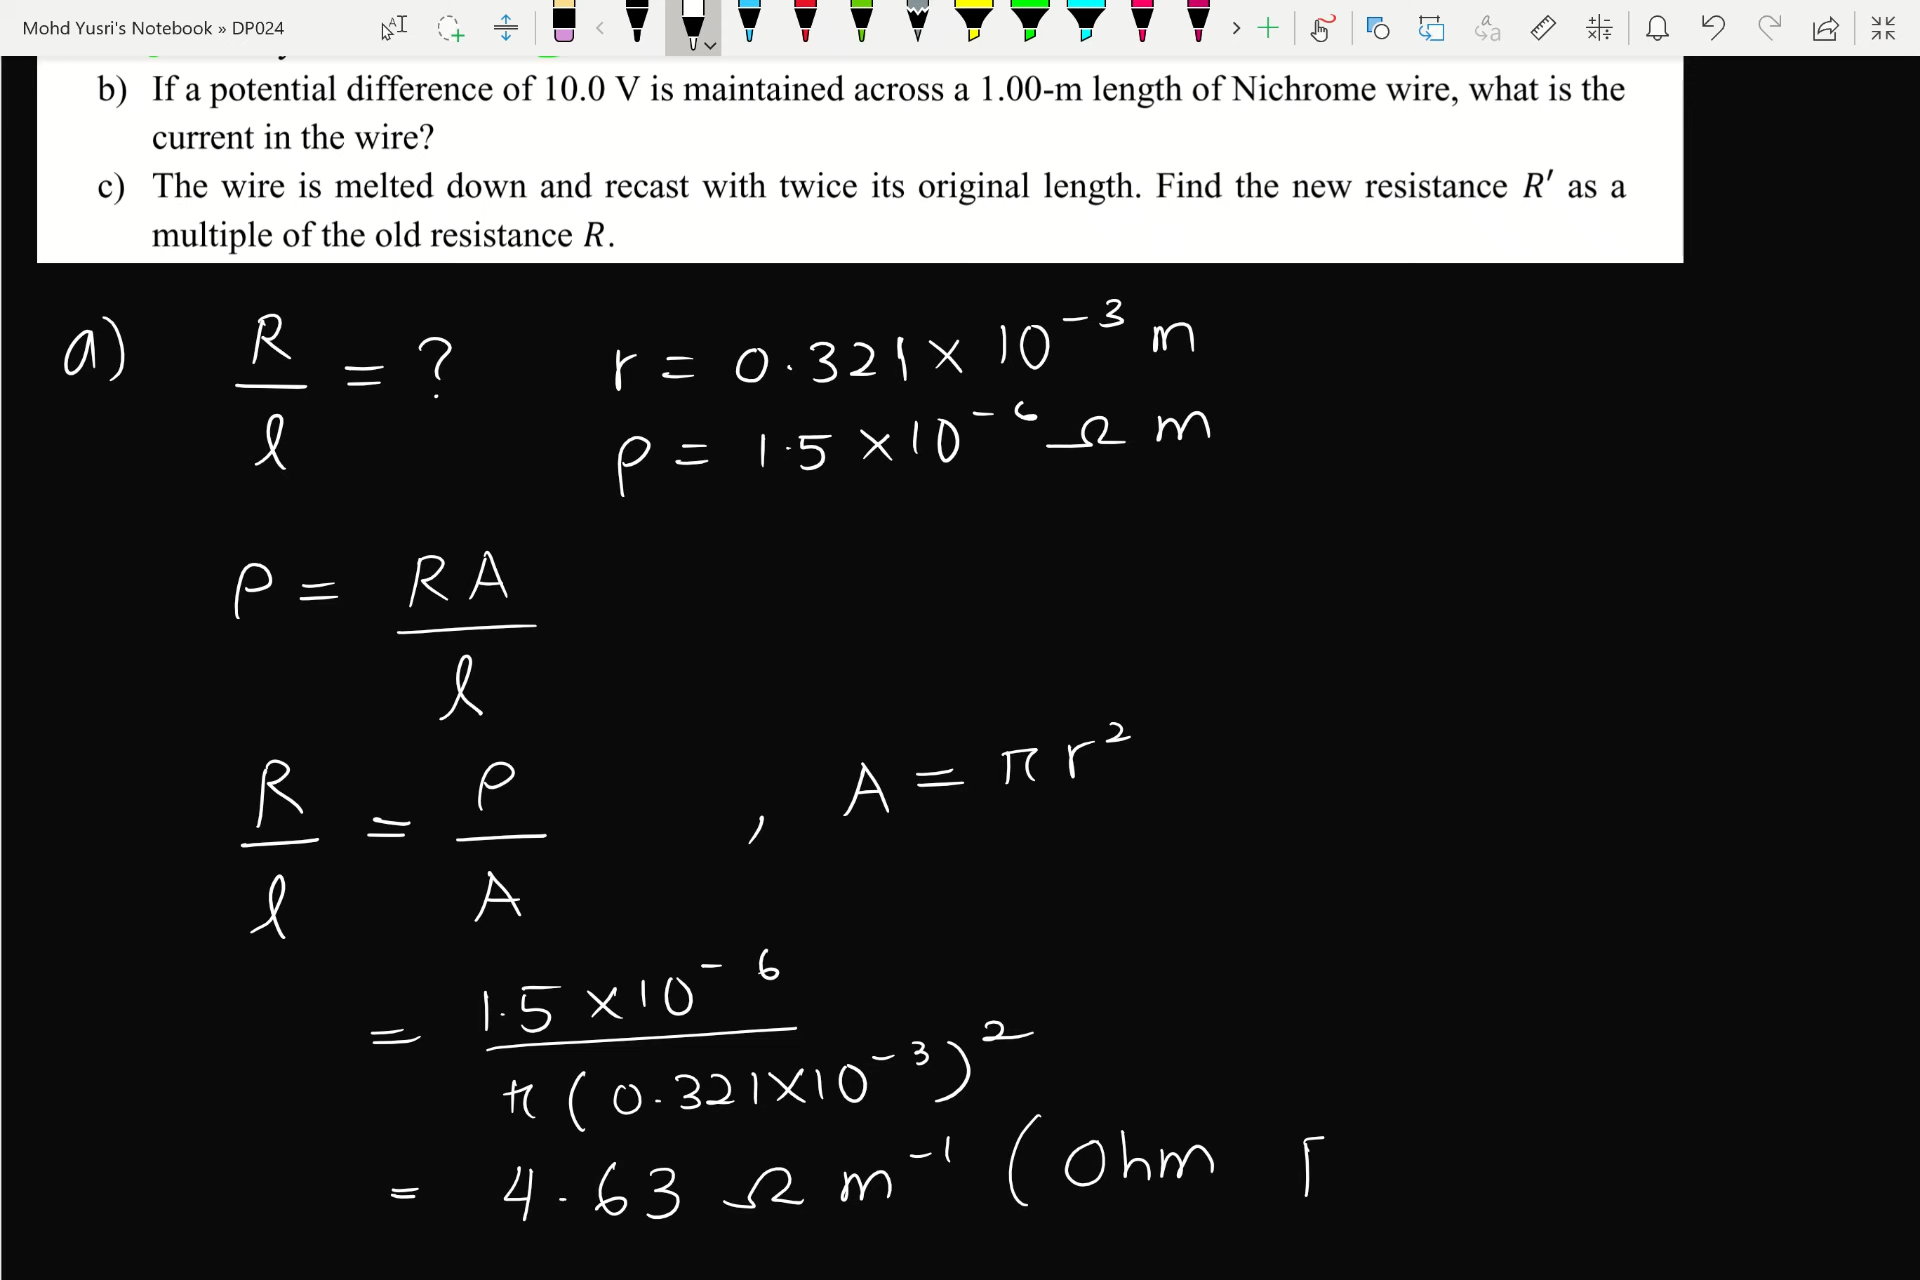 Mohd Yusri's Notebook » DP024
b) If a potential difference of 10.0 V is maintained across a 1.00-m length of Nichrome wire, what is the
current in the wire?
c) The wire is melted down and recast with twice its original length. Find the new resistance R′ as a
multiple of the old resistance R.
a) R/l = ? r = 0.321 × 10⁻³ m
ρ = 1.5 × 10⁻⁶ Ω m
ρ = RA/l
R/l = ρ/A , A = πr²
= 1.5 × 10⁻⁶/π(0.321×10⁻³)²
= 4.63 Ω m⁻¹ (Ohm